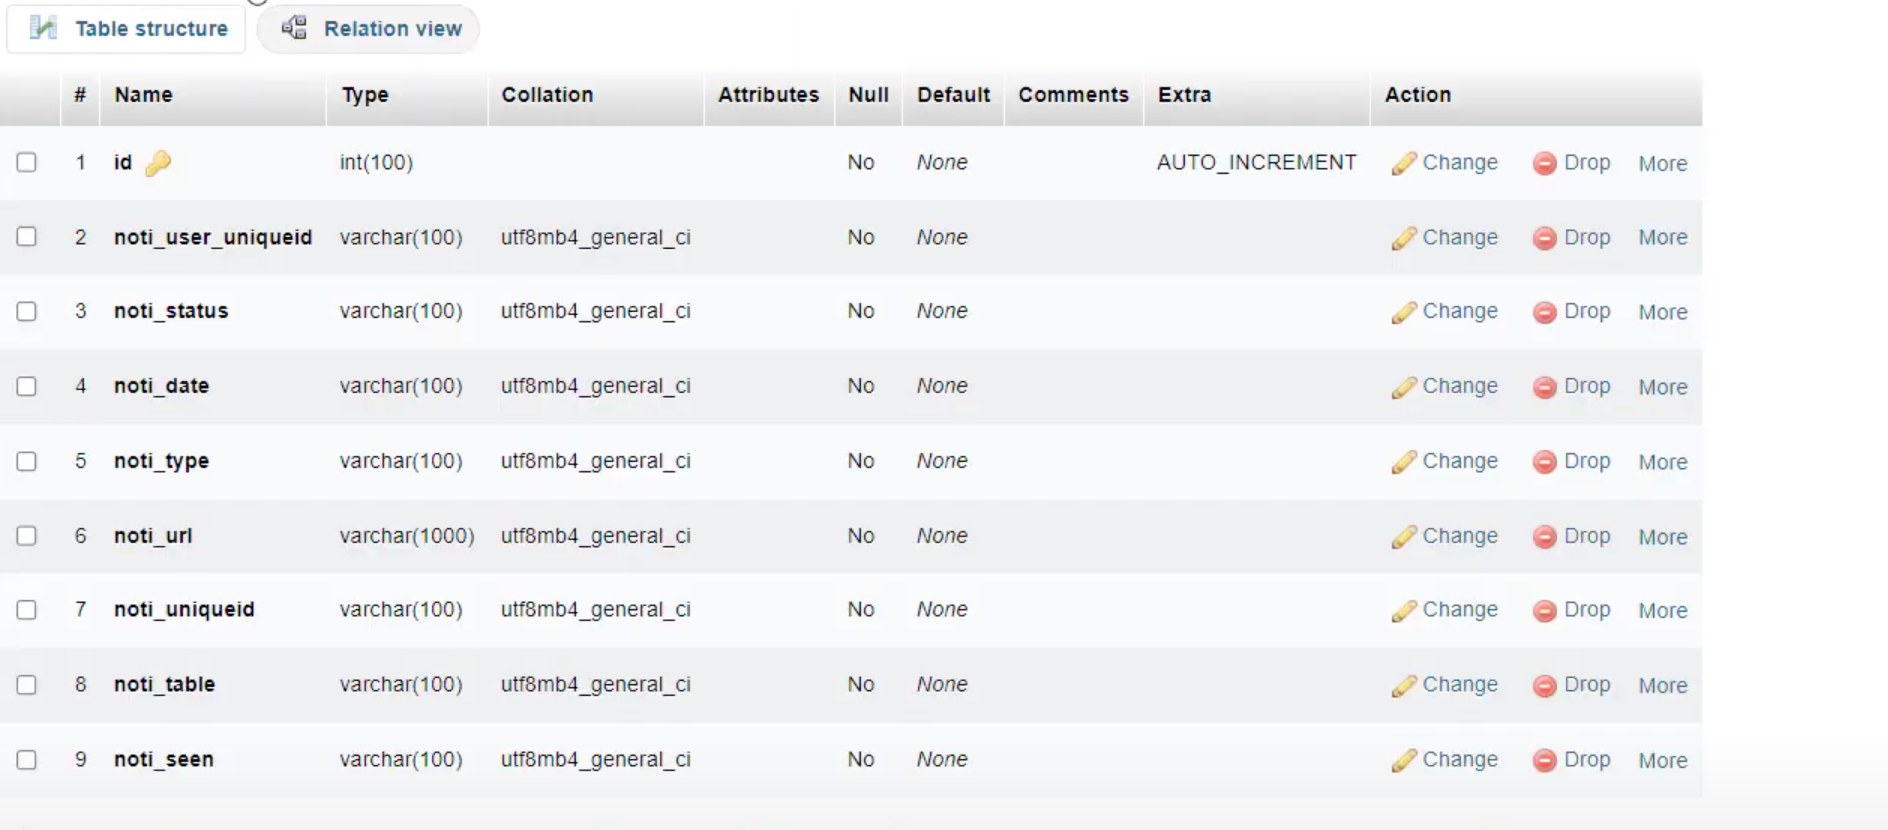 Table structure Relation view
# Name Type Collation Attributes Null Default Comments Extra Action
1 id int(100) No None AUTO_INCREMENT Change Drop More
2 noti_user_uniqueid varchar(100) utf8mb4_general_ci No None Change Drop More
3 noti_status varchar(100) utf8mb4_general_ci No None Change Drop More
4 noti_date varchar(100) utf8mb4_general_ci No None Change Drop More
5 noti_type varchar(100) utf8mb4_general_ci No None Change Drop More
6 noti_url varchar(1000) utf8mb4_general_ci No None Change Drop More
7 noti_uniqueid varchar(100) utf8mb4_general_ci No None Change Drop More
8 noti_table varchar(100) utf8mb4_general_ci No None Change Drop More
9 noti_seen varchar(100) utf8mb4_general_ci No None Change Drop More